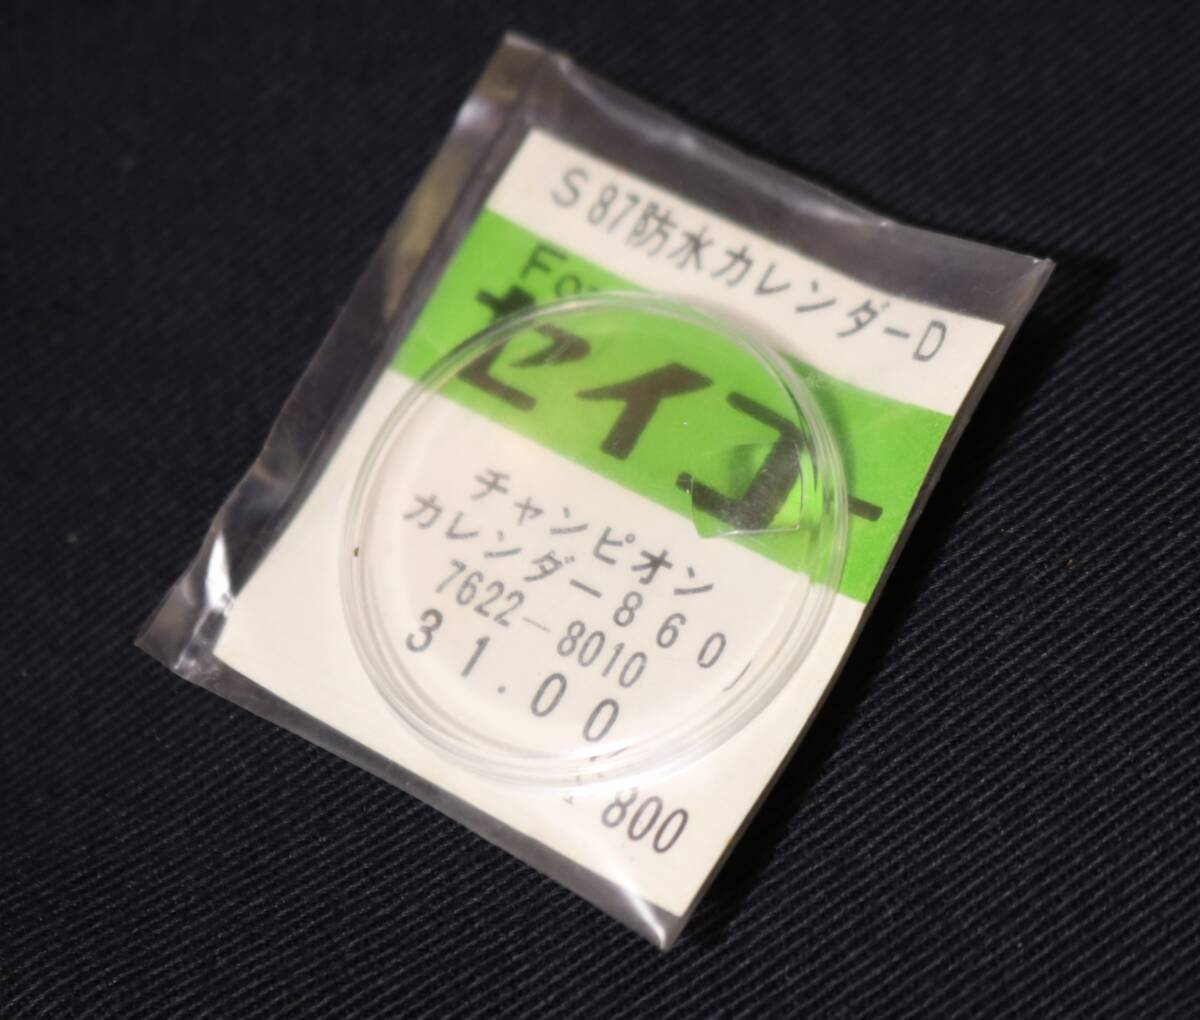 S87防水カレンダーD
For
セイコー
チャンピオン
カレンダー860
7622-8010
31.00
¥800